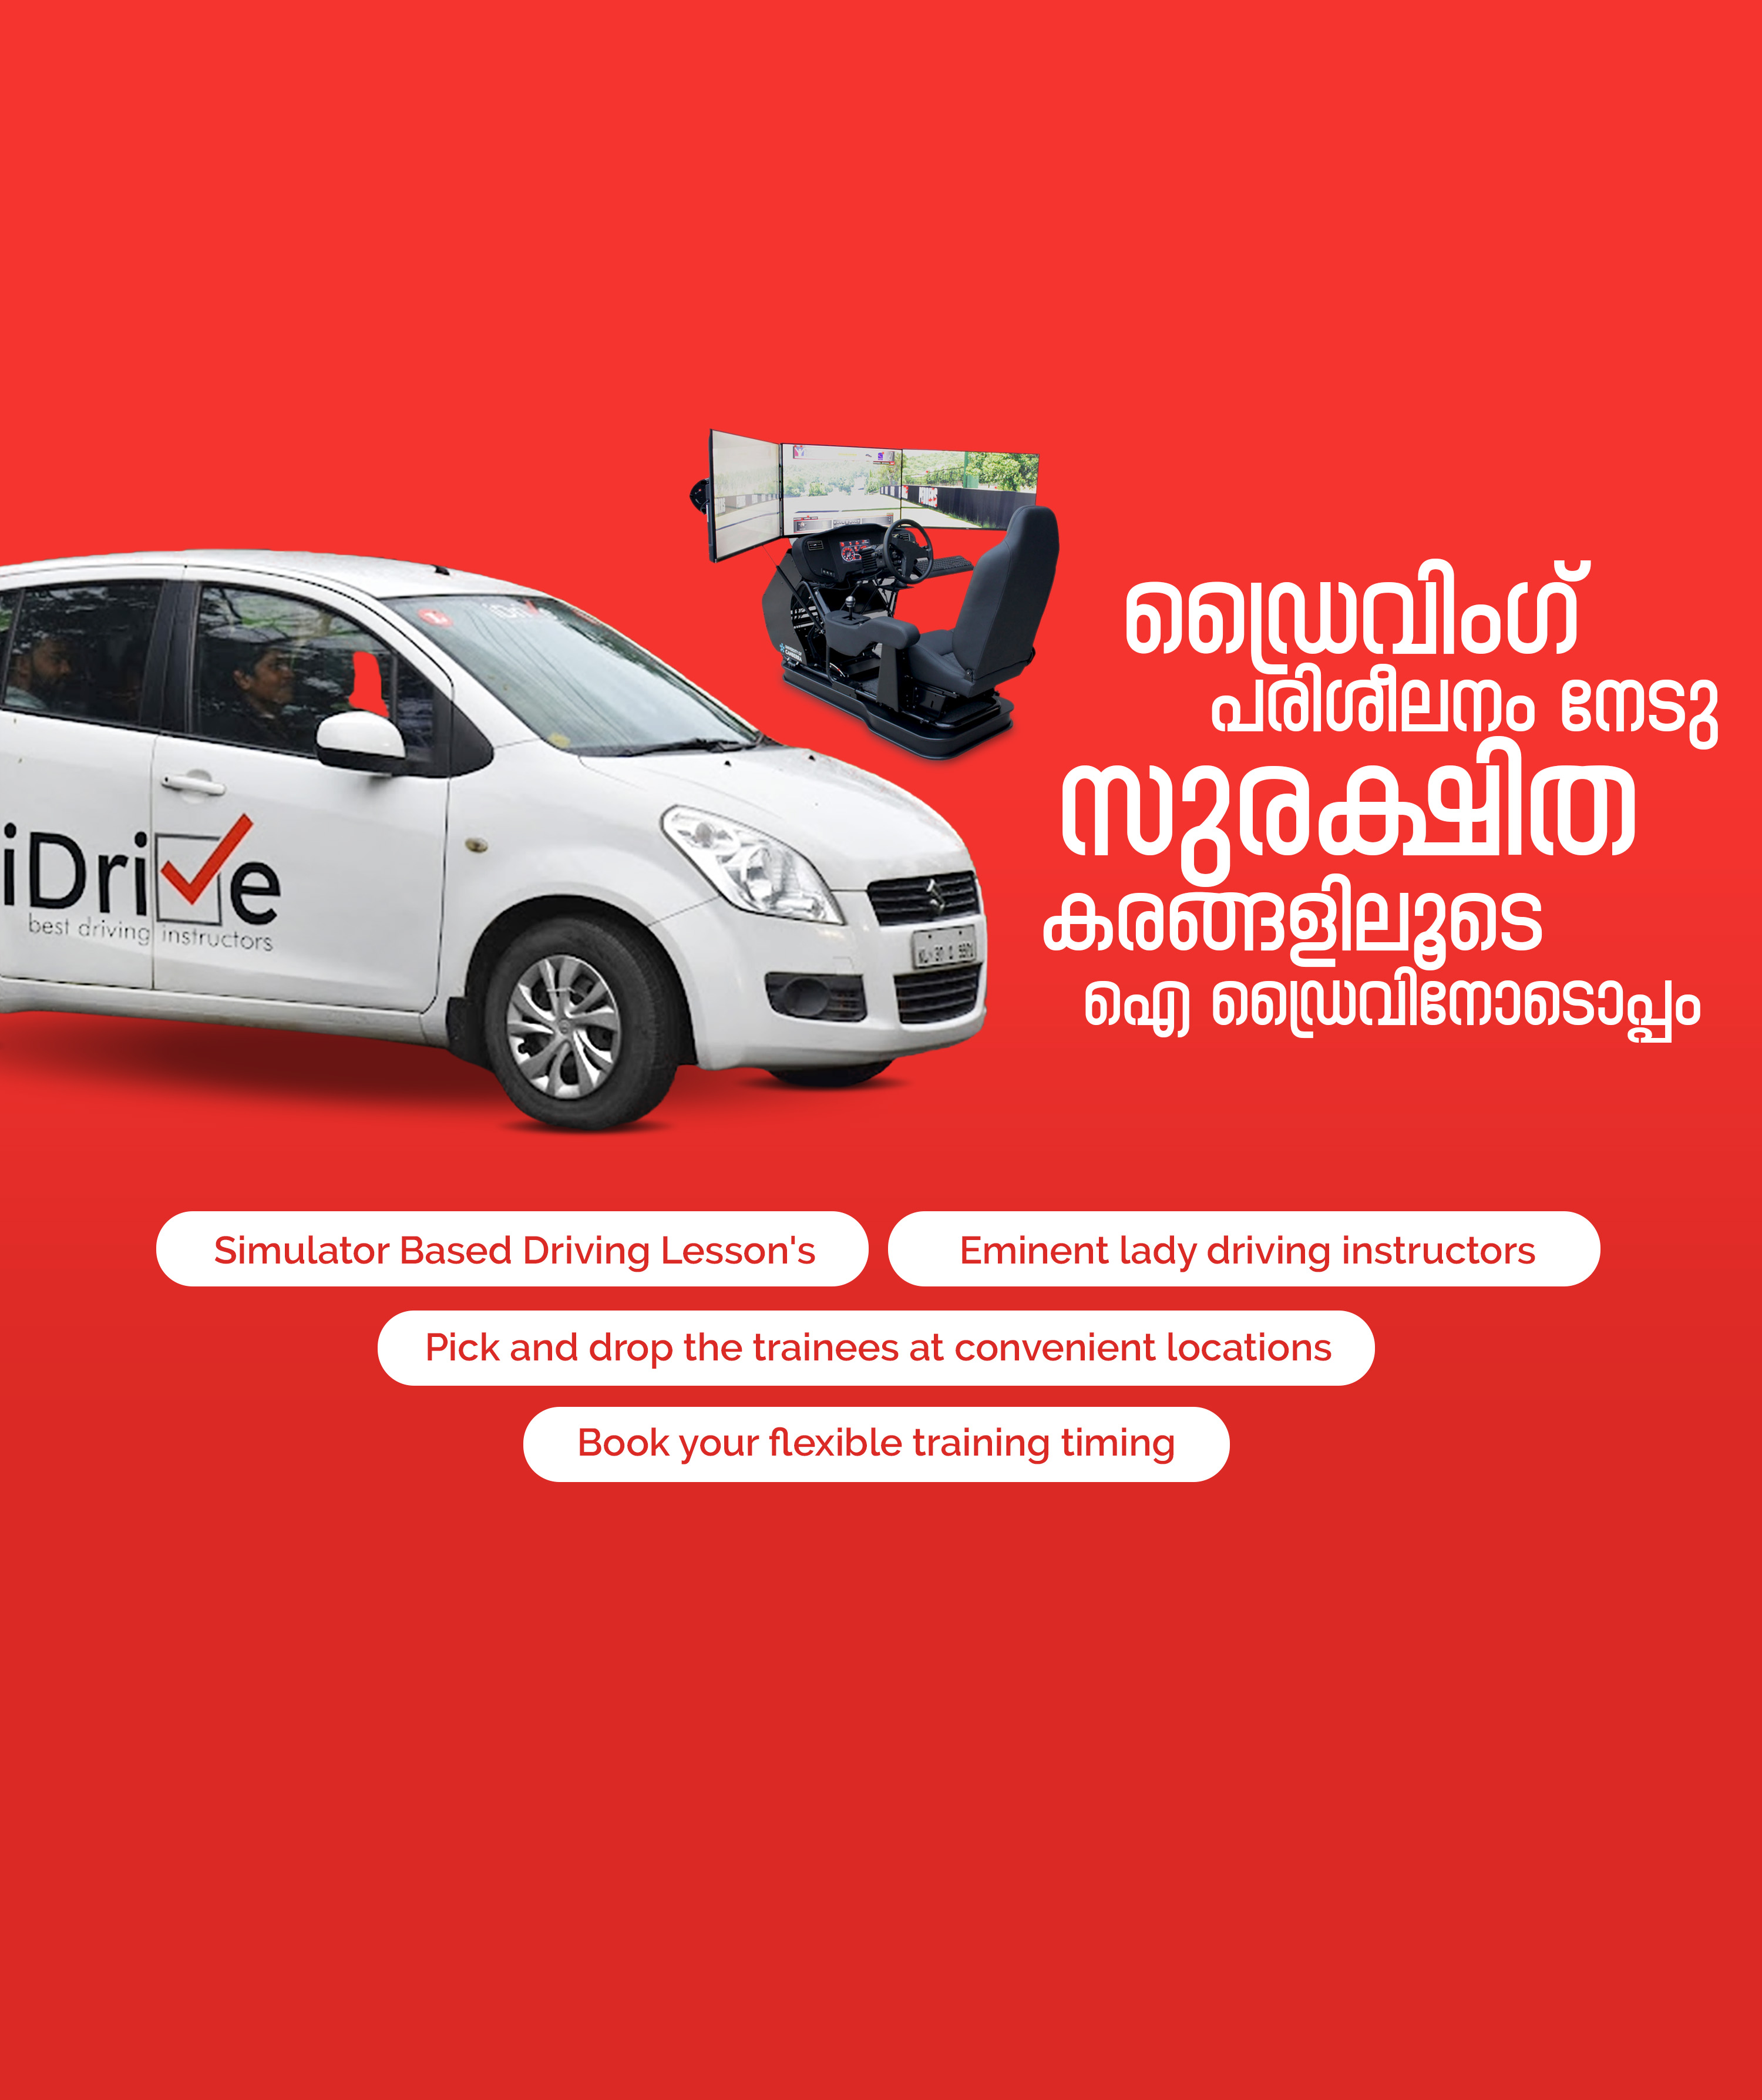 ഡ്രൈവിംഗ്
പരിശീലനം നേടു
സുരക്ഷിത
കരങ്ങളിലൂടെ
ഐ ഡ്രൈവിനോടൊപ്പം
iDrive
best driving instructors
Simulator Based Driving Lesson's
Eminent lady driving instructors
Pick and drop the trainees at convenient locations
Book your flexible training timing